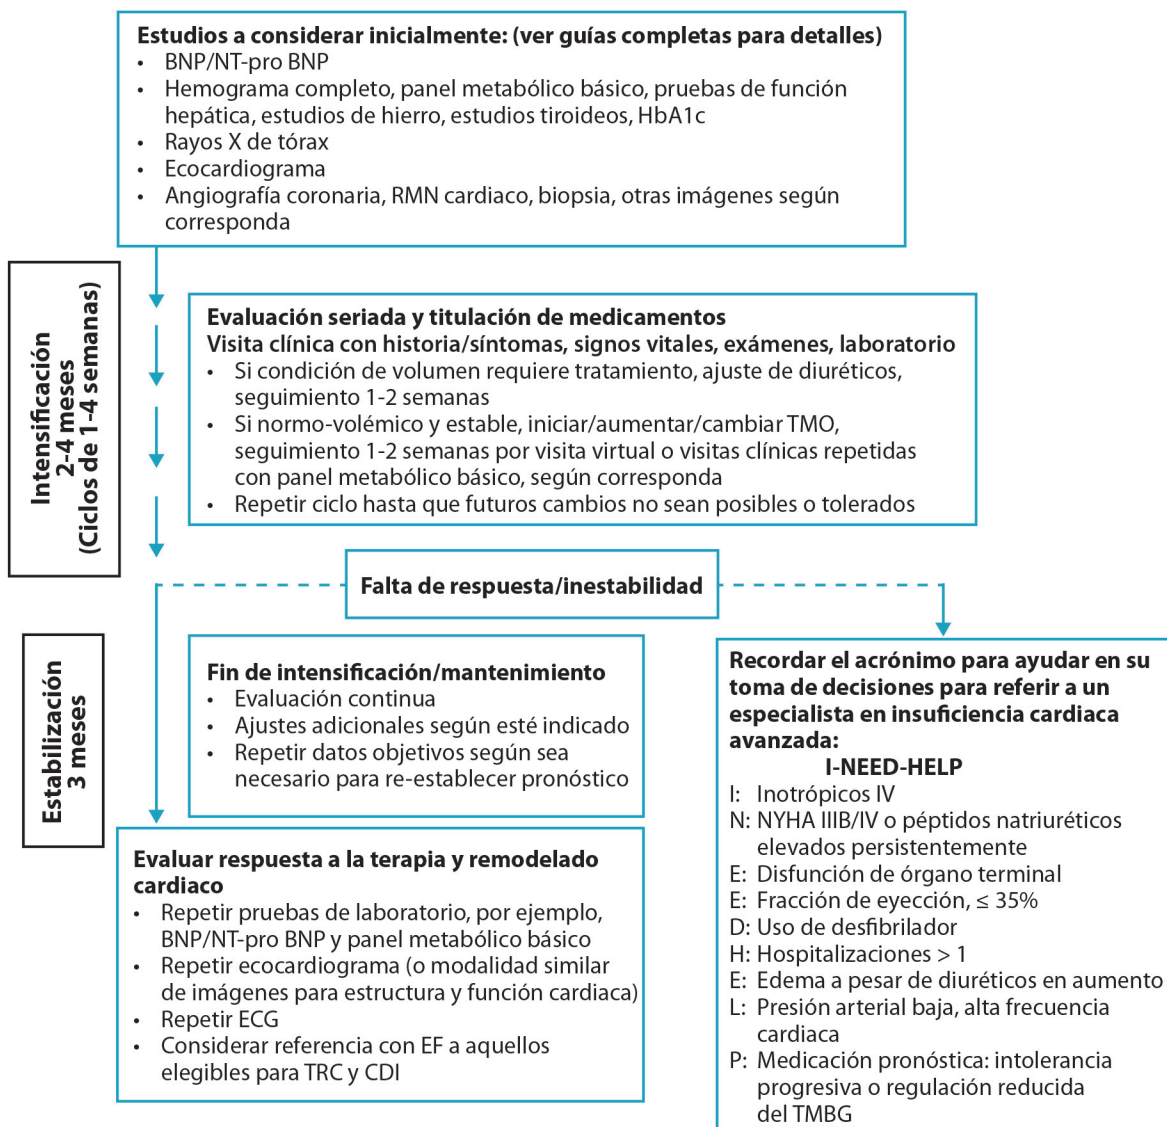 Estudios a considerar inicialmente: (ver guías completas para detalles)
• BNP/NT-pro BNP
• Hemograma completo, panel metabólico básico, pruebas de función
hepática, estudios de hierro, estudios tiroideos, HbA1c
• Rayos X de tórax
• Ecocardiograma
• Angiografía coronaria, RMN cardiaco, biopsia, otras imágenes según
corresponda
Intensificación
2-4 meses
(Ciclos de 1-4 semanas)
Evaluación seriada y titulación de medicamentos
Visita clínica con historia/síntomas, signos vitales, exámenes, laboratorio
• Si condición de volumen requiere tratamiento, ajuste de diuréticos,
seguimiento 1-2 semanas
• Si normo-volémico y estable, iniciar/aumentar/cambiar TMO,
seguimiento 1-2 semanas por visita virtual o visitas clínicas repetidas
con panel metabólico básico, según corresponda
• Repetir ciclo hasta que futuros cambios no sean posibles o tolerados
Falta de respuesta/inestabilidad
Estabilización
3 meses
Fin de intensificación/mantenimiento
• Evaluación continua
• Ajustes adicionales según esté indicado
• Repetir datos objetivos según sea
necesario para re-establecer pronóstico
Evaluar respuesta a la terapia y remodelado
cardiaco
• Repetir pruebas de laboratorio, por ejemplo,
BNP/NT-pro BNP y panel metabólico básico
• Repetir ecocardiograma (o modalidad similar
de imágenes para estructura y función cardiaca)
• Repetir ECG
• Considerar referencia con EF a aquellos
elegibles para TRC y CDI
Recordar el acrónimo para ayudar en su
toma de decisiones para referir a un
especialista en insuficiencia cardiaca
avanzada:
I-NEED-HELP
I: Inotrópicos IV
N: NYHA IIIB/IV o péptidos natriuréticos
elevados persistentemente
E: Disfunción de órgano terminal
E: Fracción de eyección, ≤ 35%
D: Uso de desfibrilador
H: Hospitalizaciones > 1
E: Edema a pesar de diuréticos en aumento
L: Presión arterial baja, alta frecuencia
cardiaca
P: Medicación pronóstica: intolerancia
progresiva o regulación reducida
del TMBG